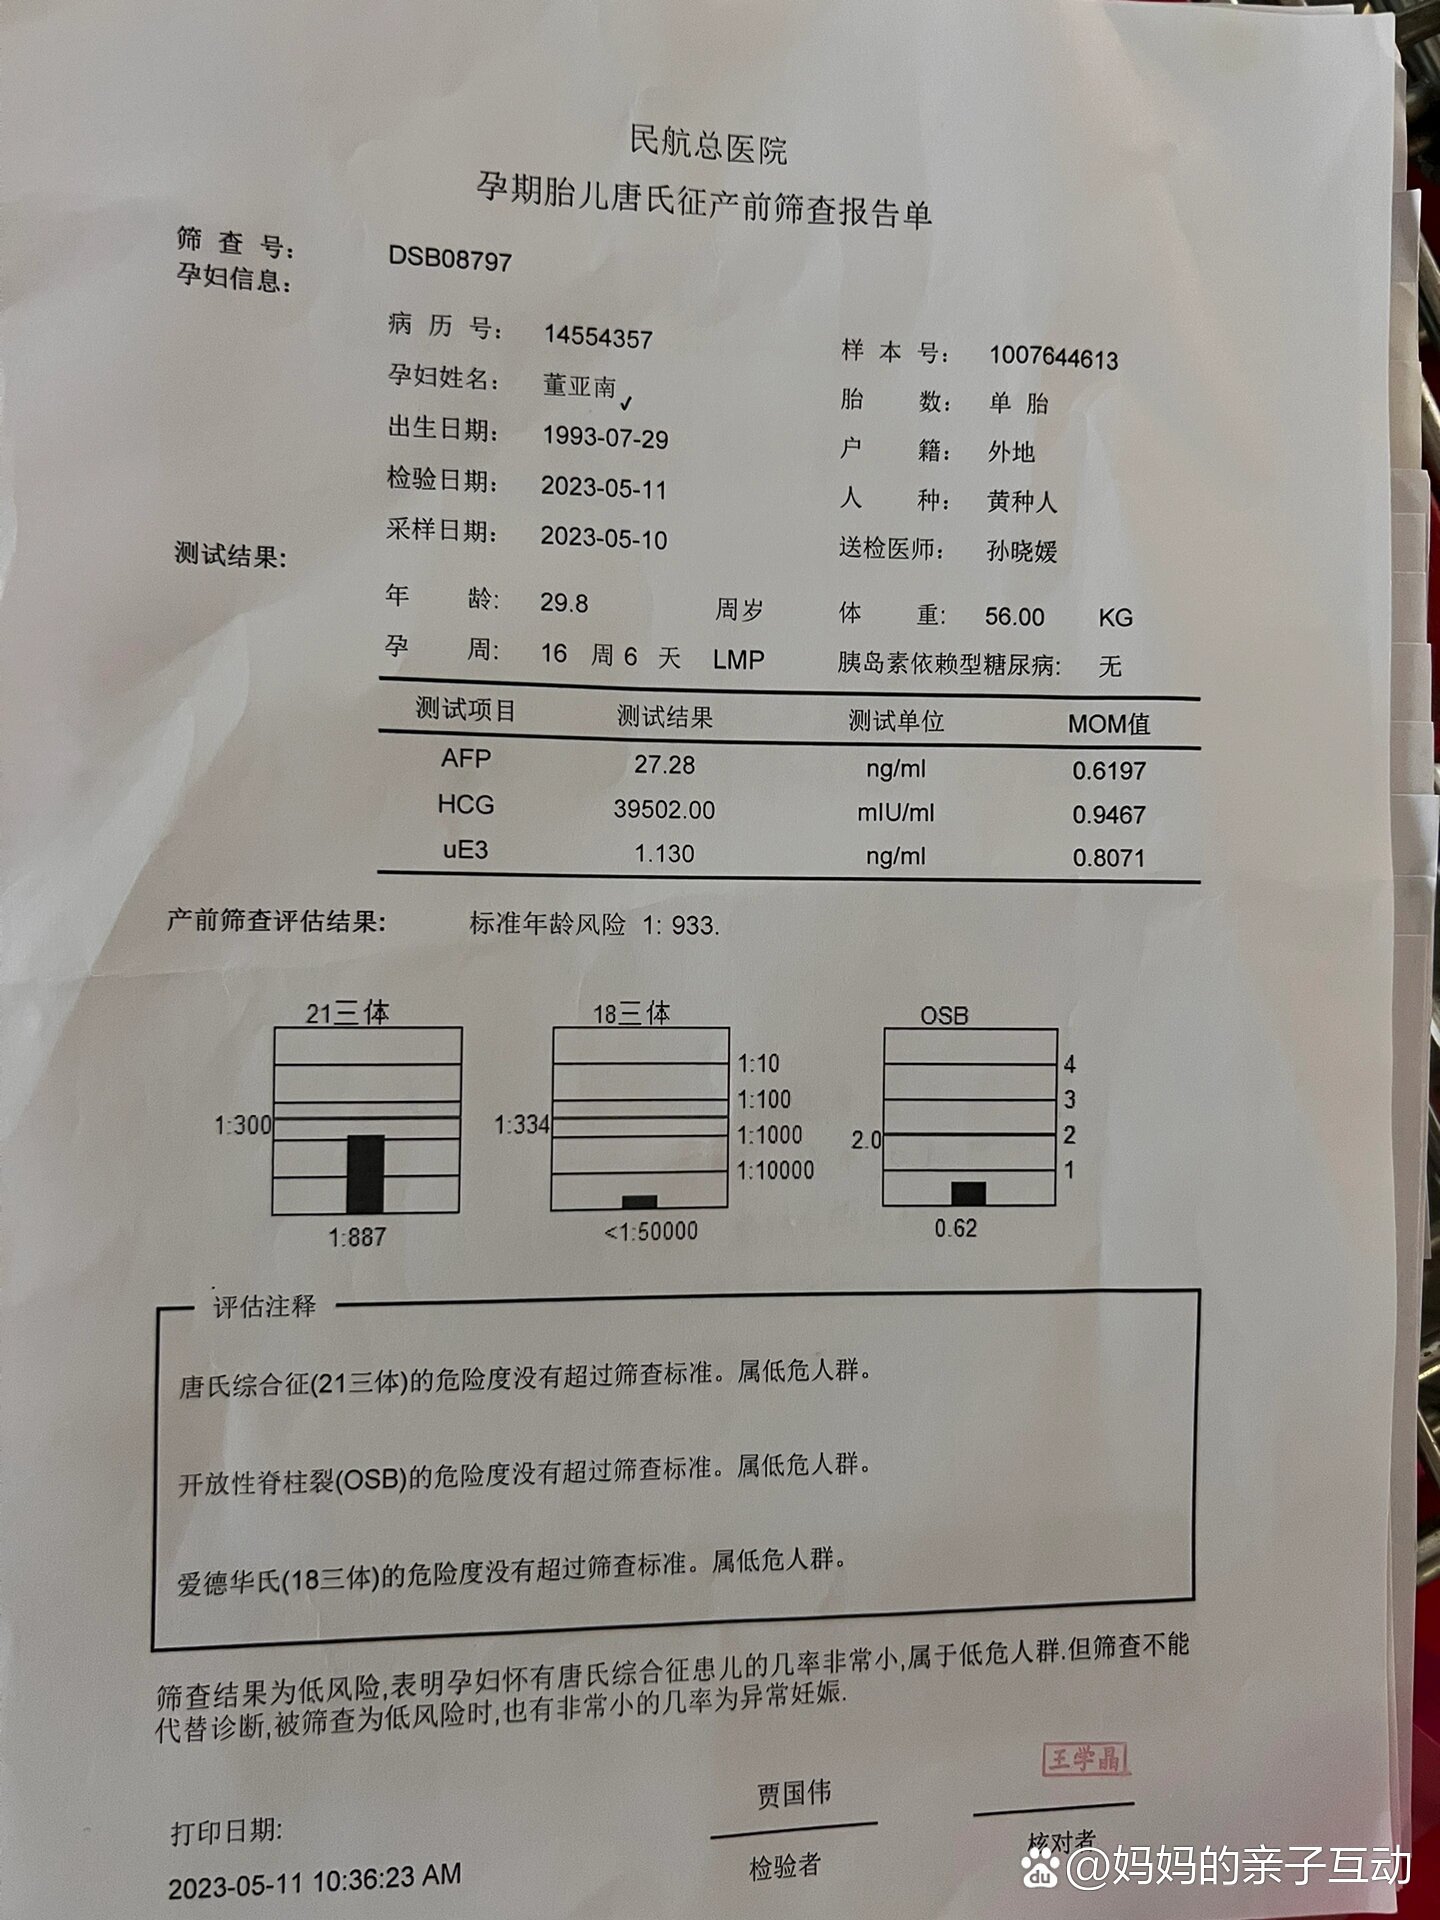 民航总医院
孕期胎儿唐氏征产前筛查报告单
筛 查 号: DSB08797
孕妇信息:
病 历 号: 14554357 样 本 号: 1007644613
孕妇姓名: 董亚南✓ 胎 数: 单 胎
出生日期: 1993-07-29 户 籍: 外地
检验日期: 2023-05-11 人 种: 黄种人
采样日期: 2023-05-10 送检医师: 孙晓媛
测试结果:
年 龄: 29.8 周岁 体 重: 56.00 KG
孕 周: 16 周 6 天 LMP 胰岛素依赖型糖尿病: 无
测试项目 测试结果 测试单位 MOM值
AFP 27.28 ng/ml 0.6197
HCG 39502.00 mIU/ml 0.9467
uE3 1.130 ng/ml 0.8071
产前筛查评估结果: 标准年龄风险 1: 933.
21三体 18三体 OSB
1:10 4
1:100 3
1:300 1:334 1:1000 2.0 2
1:10000 1
1:887 <1:50000 0.62
评估注释
唐氏综合征(21三体)的危险度没有超过筛查标准。属低危人群。
开放性脊柱裂(OSB)的危险度没有超过筛查标准。属低危人群。
爱德华氏(18三体)的危险度没有超过筛查标准。属低危人群。
筛查结果为低风险,表明孕妇怀有唐氏综合征患儿的几率非常小,属于低危人群.但筛查不能
代替诊断,被筛查为低风险时,也有非常小的几率为异常妊娠.
贾国伟 王学晶
打印日期: 检验者 核对者
2023-05-11 10:36:23 AM
du @妈妈的亲子互动